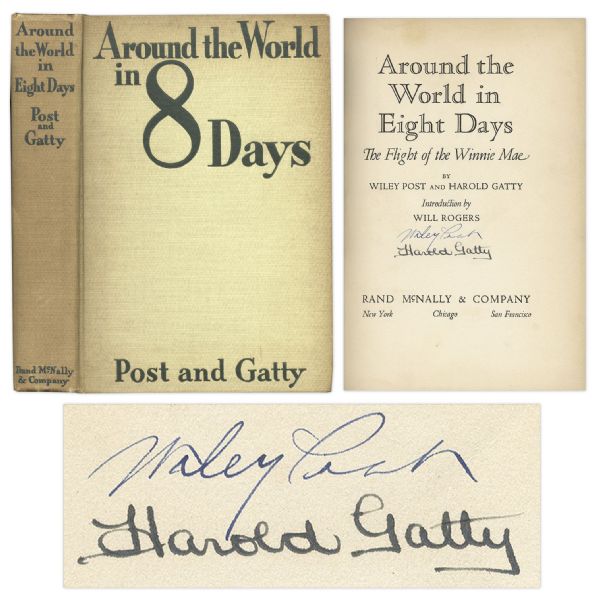 Around
the World
in
Eight Days
Post
and
Gatty
Rand McNally
& Company
Around the World
in
8 Days
Post and Gatty
Around the
World in
Eight Days
The Flight of the Winnie Mae
BY
WILEY POST AND HAROLD GATTY
Introduction by
WILL ROGERS
Wiley Post
Harold Gatty
RAND McNALLY & COMPANY
New York Chicago San Francisco
Wiley Post
Harold Gatty